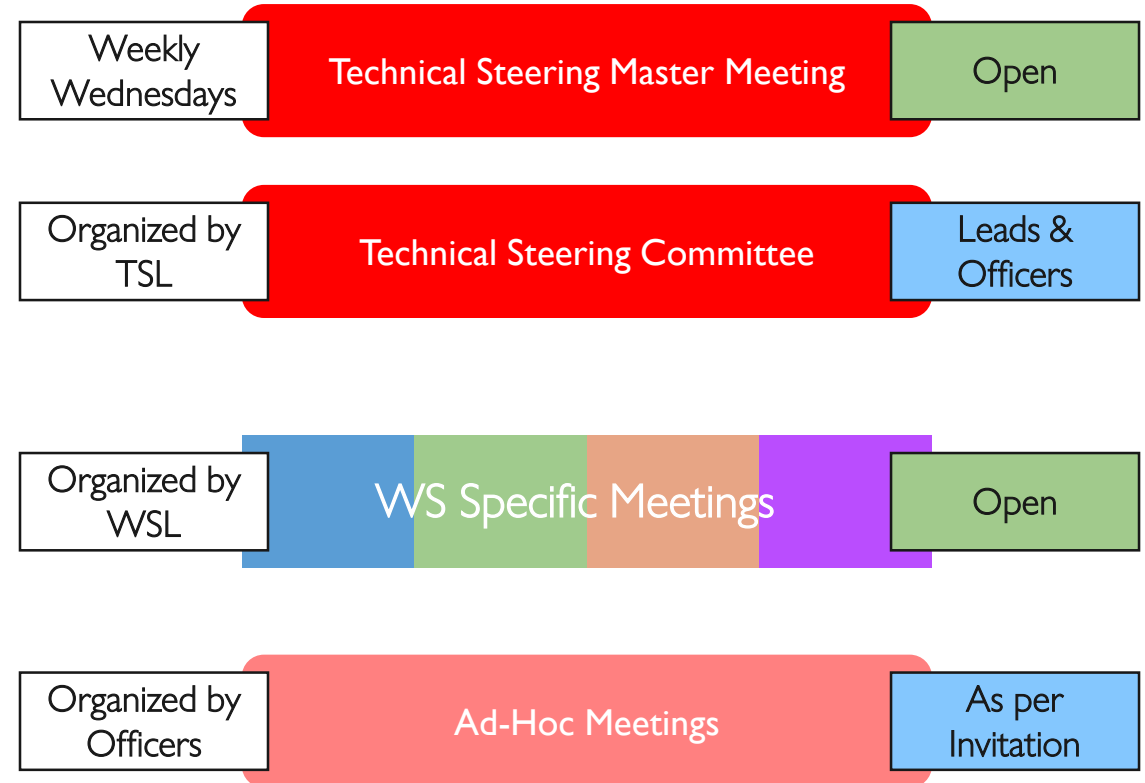 Weekly
Wednesdays
Technical Steering Master Meeting
Open
Organized by
TSL
Technical Steering Committee
Leads &
Officers
Organized by
WSL
WS Specific Meetings
Open
Organized by
Officers
Ad-Hoc Meetings
As per
Invitation